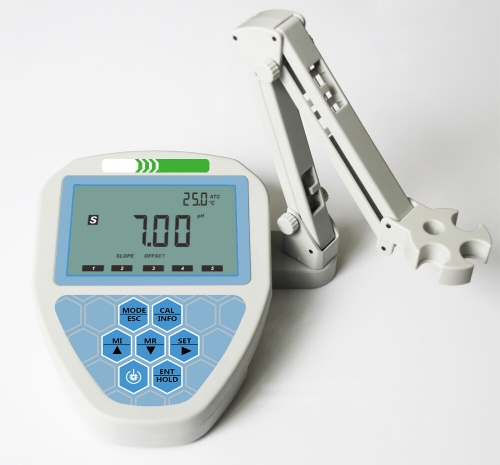 25.0 ATC
°C
S
7.00 pH
SLOPE OFFSET
1 2 3 4 5
MODE
ESC
CAL
INFO
MI
MR
SET
ENT
HOLD